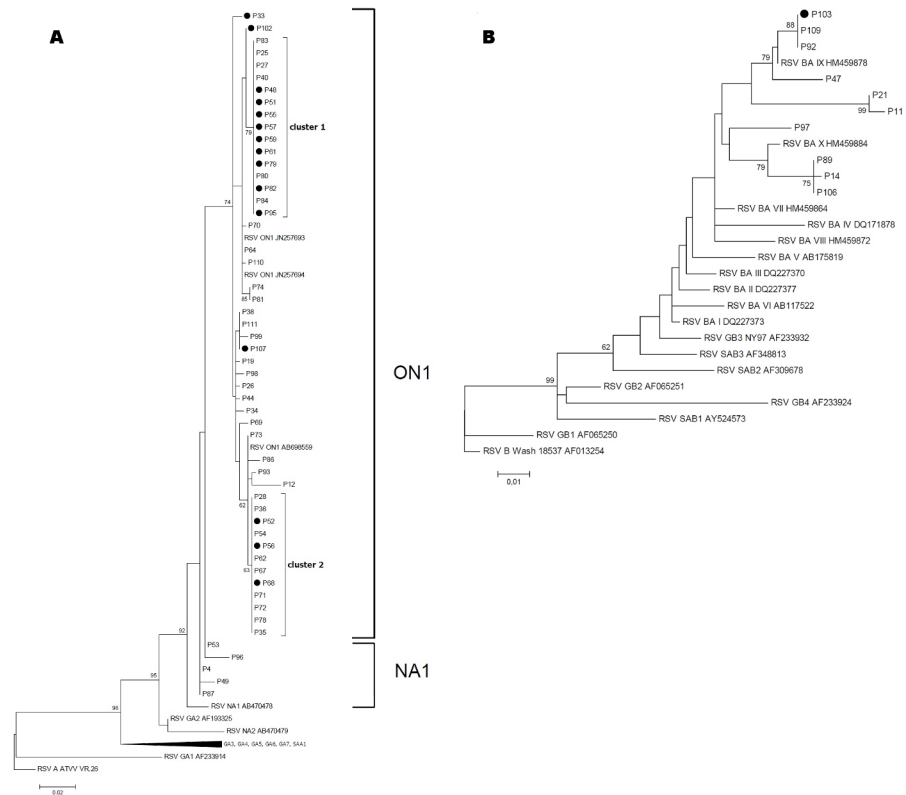 A
P33
P102
P83
P25
P27
P40
P48
P51
P55
P57
P59
P61
P79
P80
P82
P84
P95
79
cluster 1
74
P70
RSV ON1 JN257693
P64
P110
RSV ON1 JN257694
P74
P81
85
P38
P111
P99
P107
P19
P98
P26
P44
P34
P69
P73
RSV ON1 AB698559
P86
P93
P12
62
P28
P36
P52
P54
P56
P62
P67
P68
P71
P72
P78
P35
63
cluster 2
ON1
92
P53
P96
P4
P49
P87
NA1
RSV NA1 AB470478
95
RSV GA2 AF193325
RSV NA2 AB470479
98
GA3, GA4, GA5, GA6, GA7, SAA1
RSV GA1 AF233914
RSV A ATVV VR.26
0.02
B
P103
88
P109
P92
RSV BA IX HM459878
79
P47
P21
99
P11
P97
RSV BA X HM459884
79
P89
P14
75
P106
RSV BA VII HM459864
RSV BA IV DQ171878
RSV BA VIII HM459872
RSV BA V AB175819
RSV BA III DQ227370
RSV BA II DQ227377
RSV BA VI AB117522
RSV BA I DQ227373
RSV GB3 NY97 AF233932
62
RSV SAB3 AF348813
RSV SAB2 AF309678
99
RSV GB2 AF065251
RSV GB4 AF233924
RSV SAB1 AY524573
RSV GB1 AF065250
RSV B Wash 18537 AF013254
0,01